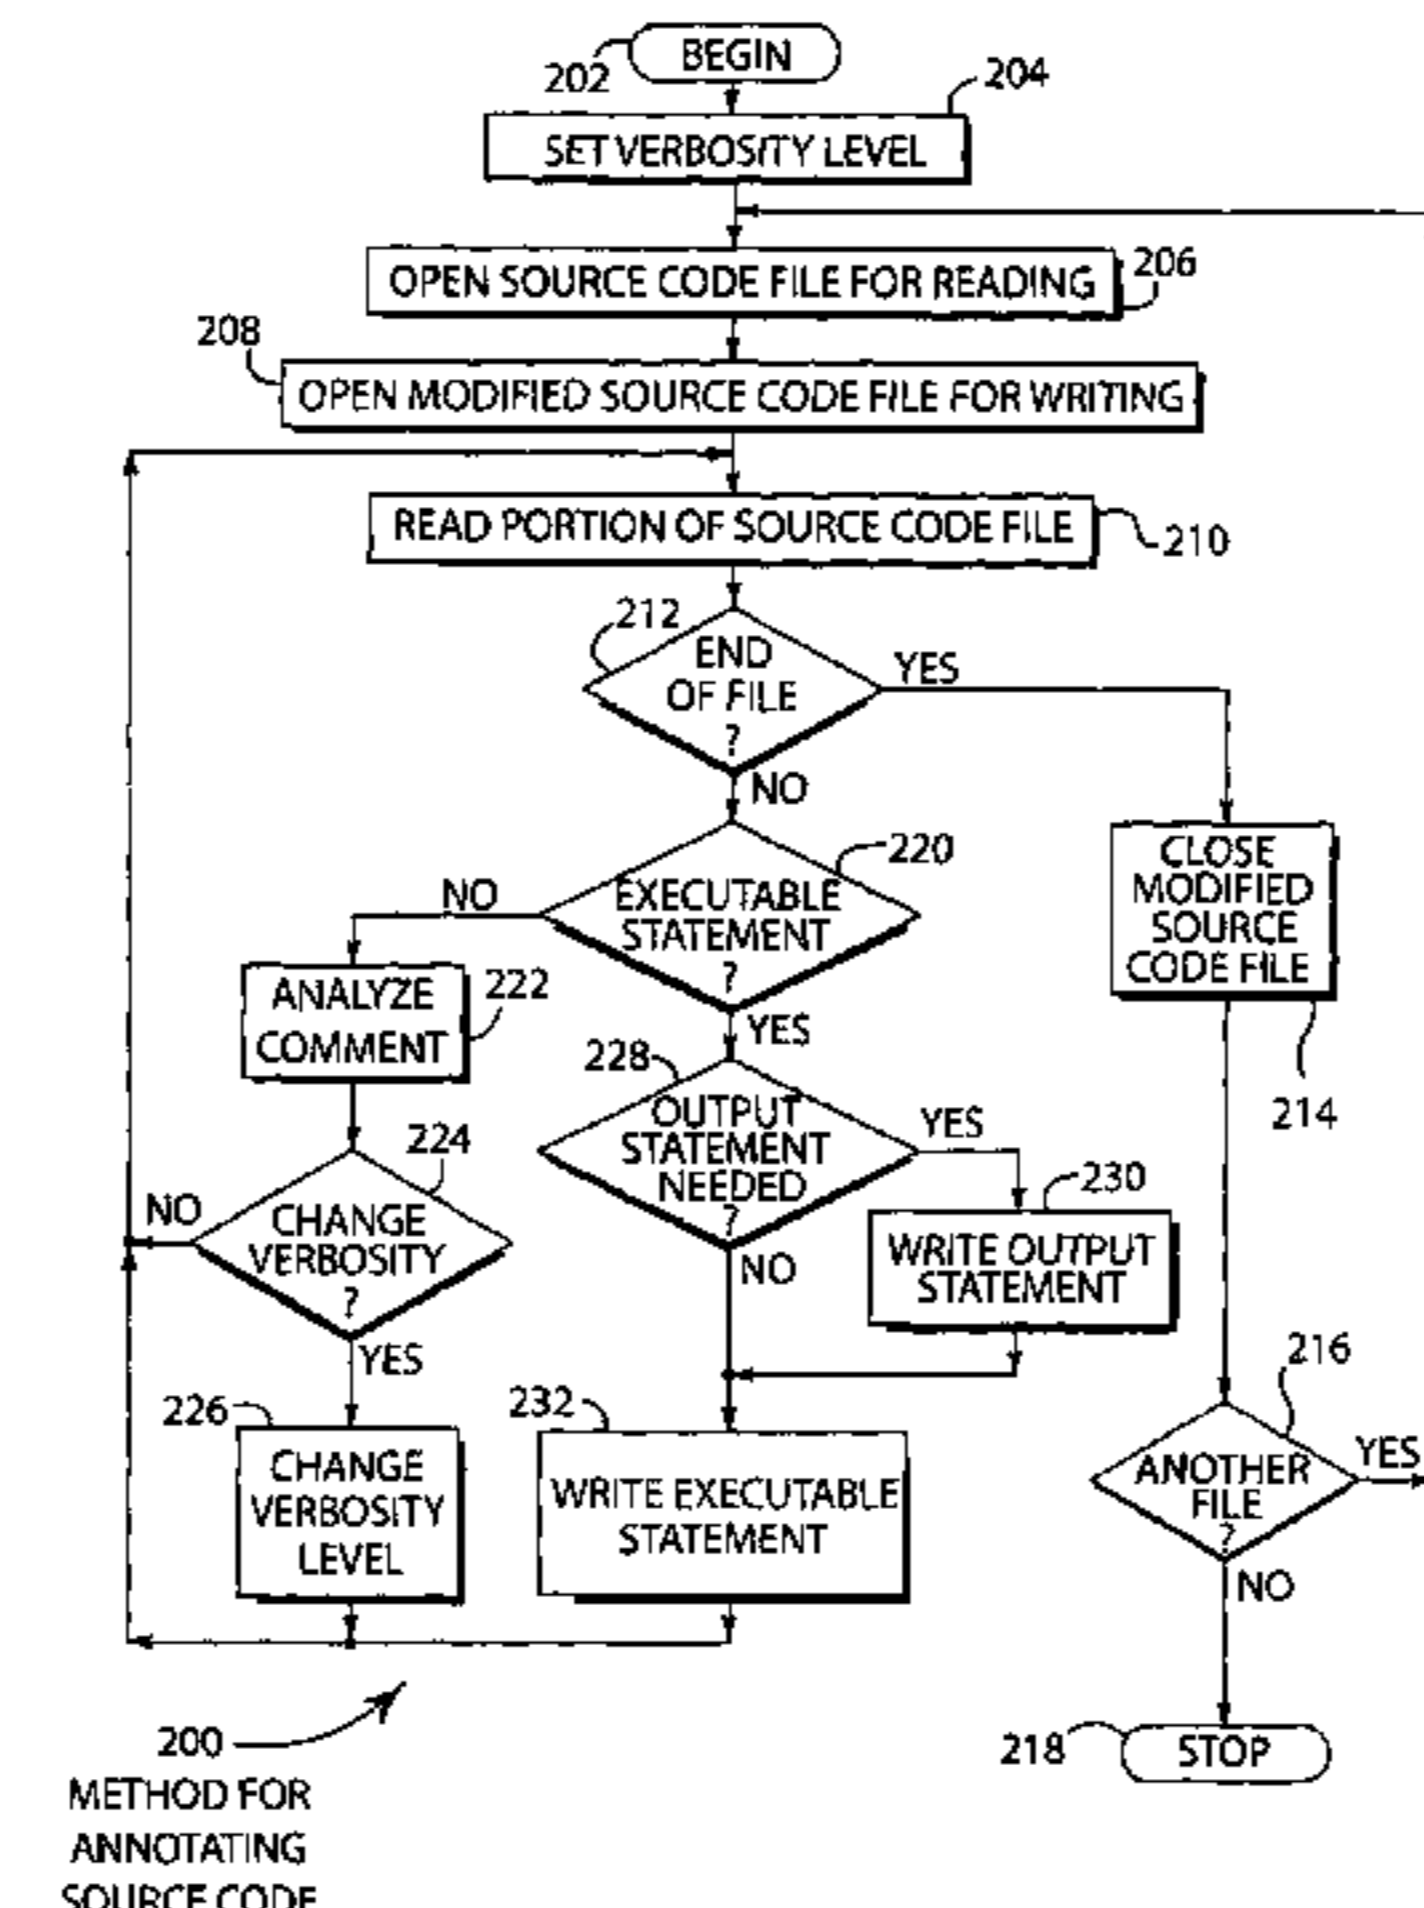 BEGIN
202
204
SET VERBOSITY LEVEL
OPEN SOURCE CODE FILE FOR READING
206
208
OPEN MODIFIED SOURCE CODE FILE FOR WRITING
READ PORTION OF SOURCE CODE FILE
210
212
END
OF FILE
?
YES
NO
220
EXECUTABLE
STATEMENT
?
NO
YES
CLOSE
MODIFIED
SOURCE
CODE FILE
214
ANALYZE
COMMENT
222
228
OUTPUT
STATEMENT
NEEDED
?
YES
NO
224
CHANGE
VERBOSITY
?
NO
YES
230
WRITE OUTPUT
STATEMENT
216
ANOTHER
FILE
?
YES
NO
226
CHANGE
VERBOSITY
LEVEL
232
WRITE EXECUTABLE
STATEMENT
218
STOP
200
METHOD FOR
ANNOTATING
SOURCE CODE